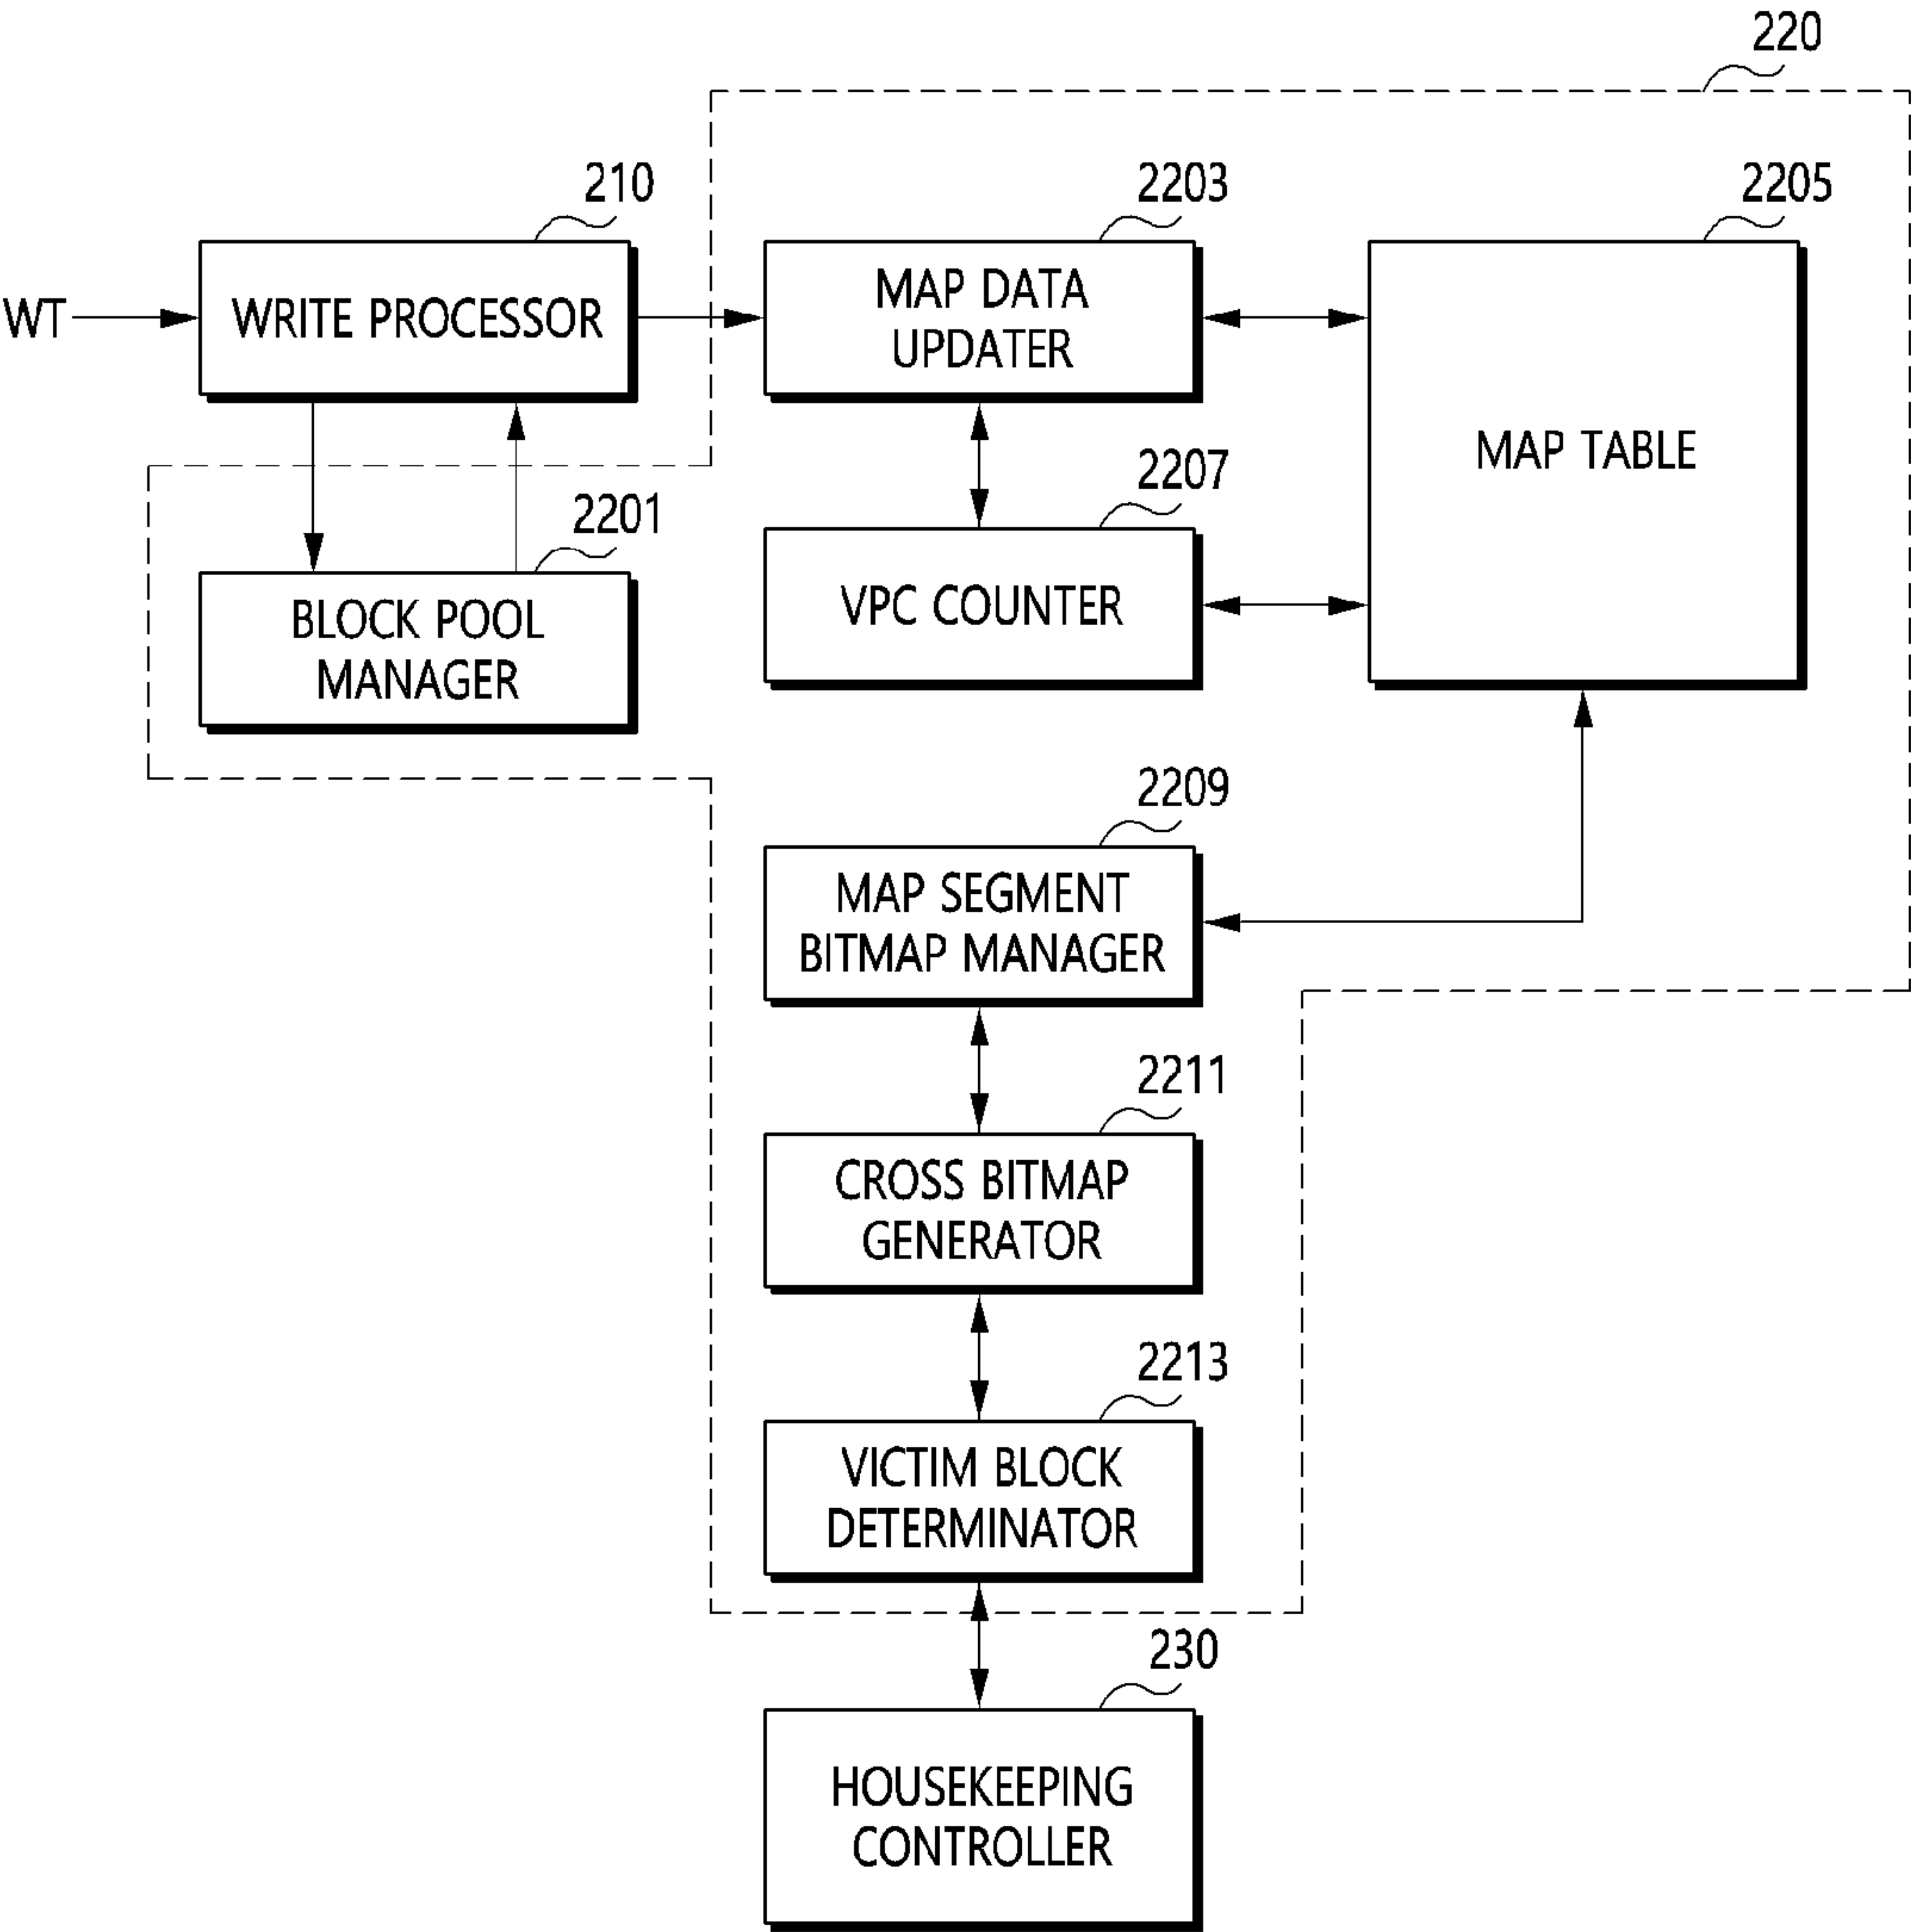 220
210
2203
2205
WT
WRITE PROCESSOR
MAP DATA
UPDATER
MAP TABLE
2207
2201
VPC COUNTER
BLOCK POOL
MANAGER
2209
MAP SEGMENT
BITMAP MANAGER
2211
CROSS BITMAP
GENERATOR
2213
VICTIM BLOCK
DETERMINATOR
230
HOUSEKEEPING
CONTROLLER